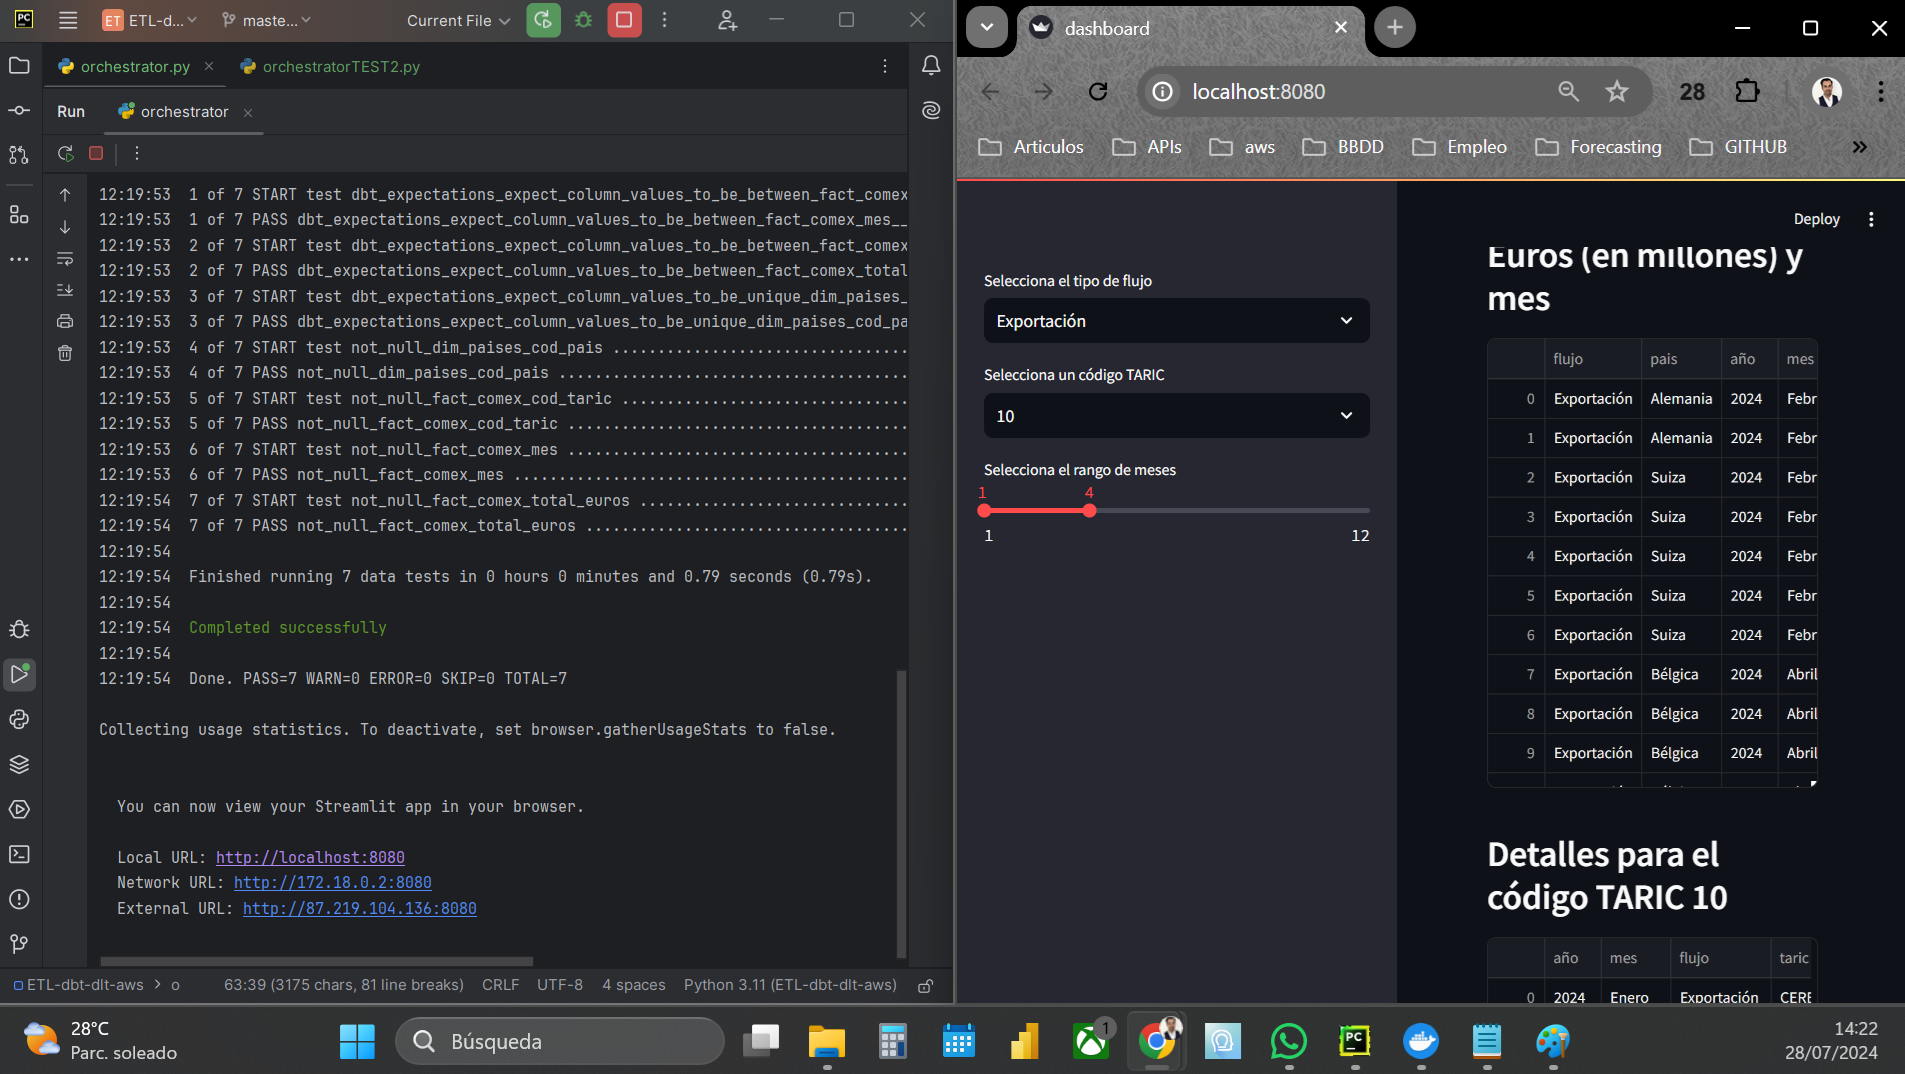 PC
ET ETL-d...
maste...
Current File
orchestrator.py
orchestratorTEST2.py
Run
orchestrator
12:19:53 1 of 7 START test dbt_expectations_expect_column_values_to_be_between_fact_comex
12:19:53 1 of 7 PASS dbt_expectations_expect_column_values_to_be_between_fact_comex_mes__
12:19:53 2 of 7 START test dbt_expectations_expect_column_values_to_be_between_fact_comex
12:19:53 2 of 7 PASS dbt_expectations_expect_column_values_to_be_between_fact_comex_total
12:19:53 3 of 7 START test dbt_expectations_expect_column_values_to_be_unique_dim_paises_
12:19:53 3 of 7 PASS dbt_expectations_expect_column_values_to_be_unique_dim_paises_cod_pa
12:19:53 4 of 7 START test not_null_dim_paises_cod_pais .................................
12:19:53 4 of 7 PASS not_null_dim_paises_cod_pais .......................................
12:19:53 5 of 7 START test not_null_fact_comex_cod_taric ................................
12:19:53 5 of 7 PASS not_null_fact_comex_cod_taric ......................................
12:19:53 6 of 7 START test not_null_fact_comex_mes ......................................
12:19:53 6 of 7 PASS not_null_fact_comex_mes ............................................
12:19:54 7 of 7 START test not_null_fact_comex_total_euros ..............................
12:19:54 7 of 7 PASS not_null_fact_comex_total_euros ....................................
12:19:54
12:19:54 Finished running 7 data tests in 0 hours 0 minutes and 0.79 seconds (0.79s).
12:19:54
12:19:54 Completed successfully
12:19:54
12:19:54 Done. PASS=7 WARN=0 ERROR=0 SKIP=0 TOTAL=7
Collecting usage statistics. To deactivate, set browser.gatherUsageStats to false.
You can now view your Streamlit app in your browser.
Local URL: http://localhost:8080
Network URL: http://172.18.0.2:8080
External URL: http://87.219.104.136:8080
ETL-dbt-dlt-aws > o
63:39 (3175 chars, 81 line breaks) CRLF UTF-8 4 spaces Python 3.11 (ETL-dbt-dlt-aws)
dashboard
localhost:8080
28
Articulos APIs aws BBDD Empleo Forecasting GITHUB »
Deploy
Selecciona el tipo de flujo
Exportación
Selecciona un código TARIC
10
Selecciona el rango de meses
1 4
1 12
Euros (en millones) y
mes
flujo pais año mes
0 Exportación Alemania 2024 Febr
1 Exportación Alemania 2024 Febr
2 Exportación Suiza 2024 Febr
3 Exportación Suiza 2024 Febr
4 Exportación Suiza 2024 Febr
5 Exportación Suiza 2024 Febr
6 Exportación Suiza 2024 Febr
7 Exportación Bélgica 2024 Abril
8 Exportación Bélgica 2024 Abril
9 Exportación Bélgica 2024 Abril
Detalles para el
código TARIC 10
año mes flujo taric
0 2024 Enero Exportación CERE
28°C
Parc. soleado
Búsqueda
1
PC
14:22
28/07/2024